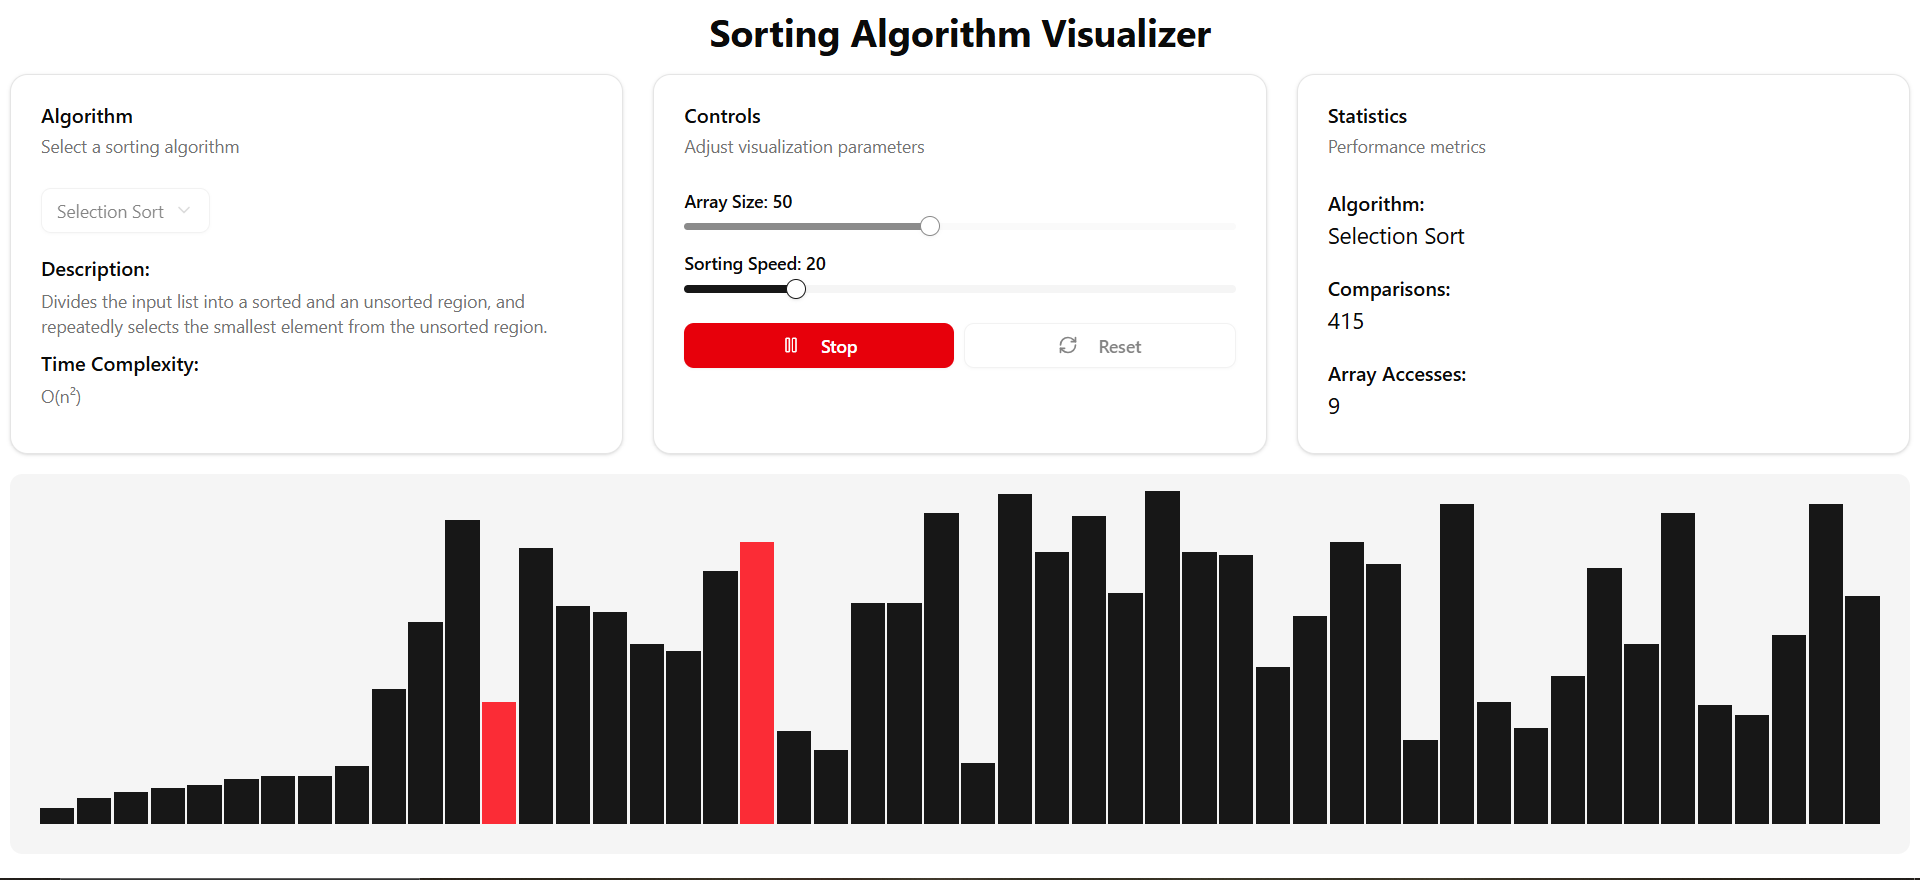 Sorting Algorithm Visualizer
Algorithm
Select a sorting algorithm
Selection Sort
Description:
Divides the input list into a sorted and an unsorted region, and
repeatedly selects the smallest element from the unsorted region.
Time Complexity:
O(n²)
Controls
Adjust visualization parameters
Array Size: 50
Sorting Speed: 20
Stop
Reset
Statistics
Performance metrics
Algorithm:
Selection Sort
Comparisons:
415
Array Accesses:
9